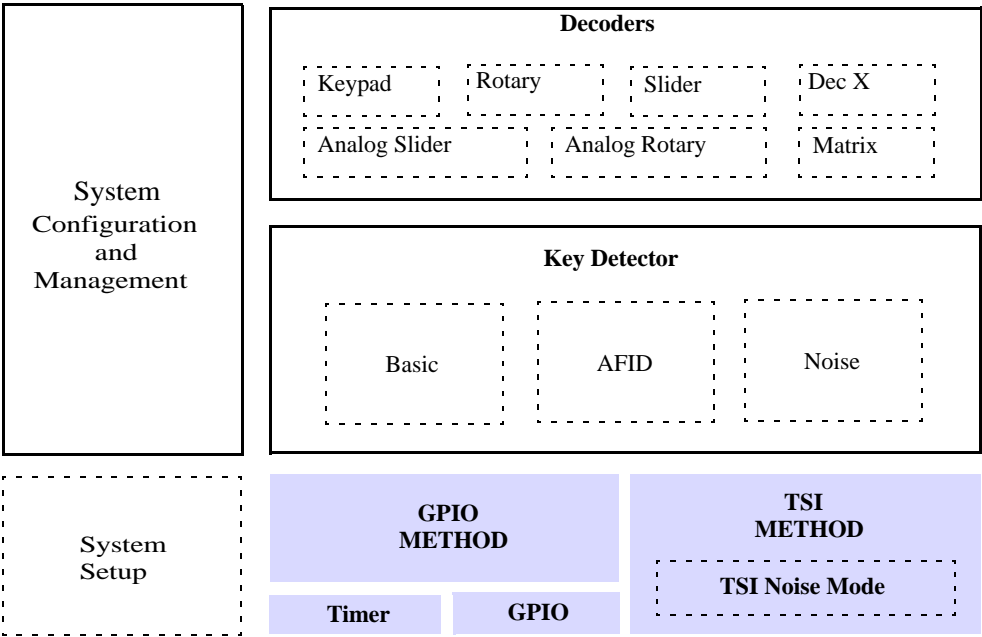 System
Configuration
and
Management
Decoders
Keypad
Rotary
Slider
Dec X
Analog Slider
Analog Rotary
Matrix
Key Detector
Basic
AFID
Noise
System
Setup
GPIO
METHOD
Timer
GPIO
TSI
METHOD
TSI Noise Mode